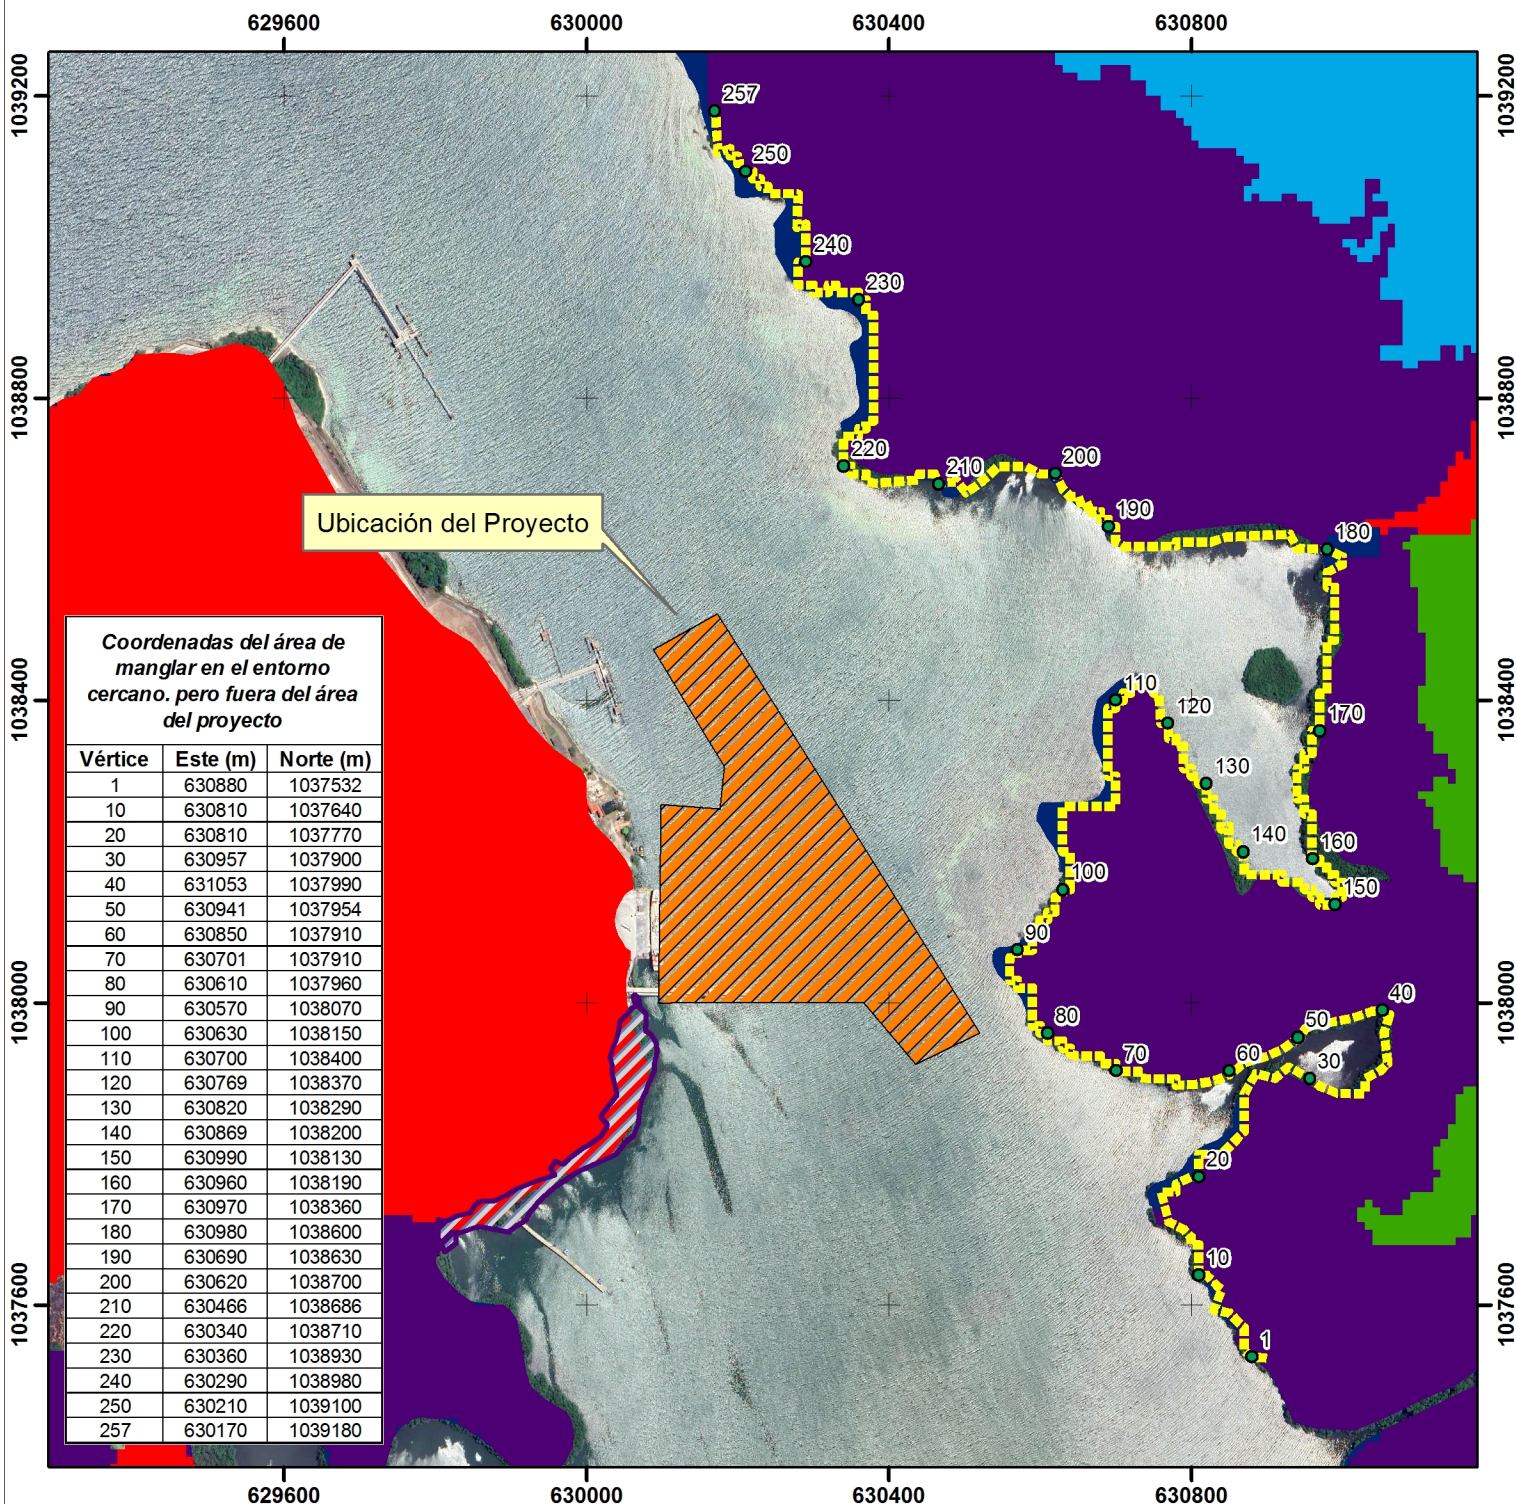 629600 630000 630400 630800
1039200 1039200
257
250
240
230
1038800 1038800
220
210
200
190
180
Ubicación del Proyecto
Coordenadas del área de
manglar en el entorno
cercano. pero fuera del área
del proyecto
Vértice Este (m) Norte (m)
1 630880 1037532
10 630810 1037640
20 630810 1037770
30 630957 1037900
40 631053 1037990
50 630941 1037954
60 630850 1037910
70 630701 1037910
80 630610 1037960
90 630570 1038070
100 630630 1038150
110 630700 1038400
120 630769 1038370
130 630820 1038290
140 630869 1038200
150 630990 1038130
160 630960 1038190
170 630970 1038360
180 630980 1038600
190 630690 1038630
200 630620 1038700
210 630466 1038686
220 630340 1038710
230 630360 1038930
240 630290 1038980
250 630210 1039100
257 630170 1039180
1038400 1038400
110
120
170
130
140
160
100
150
90
1038000 1038000
40
80
50
70
60
30
20
10
1037600 1037600
1
629600 630000 630400 630800